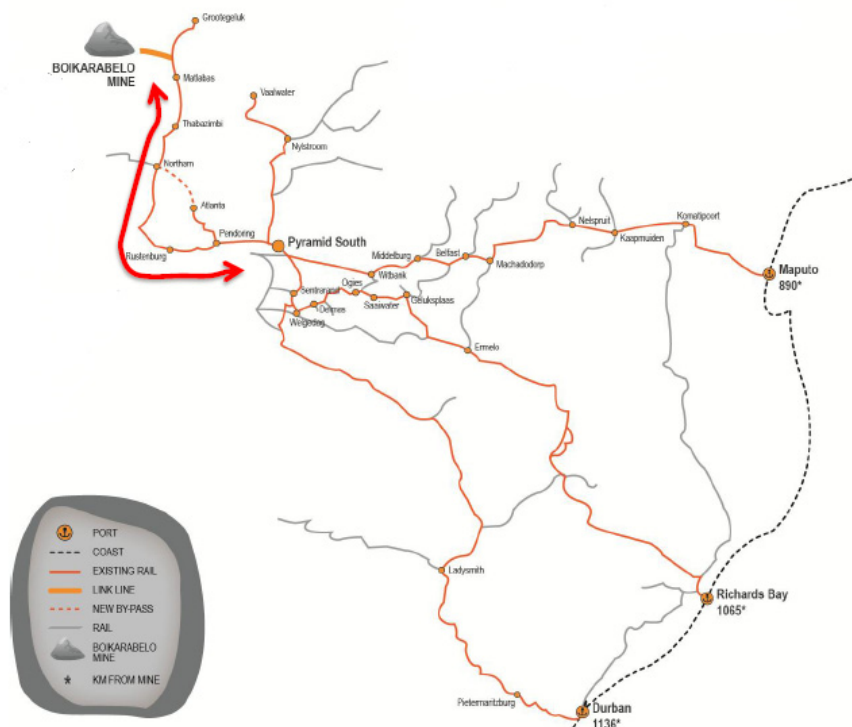 Grootegeluk
BOIKARABELO
MINE
Matlabas
Vaalwater
Thabazimbi
Nylstroom
Northam
Atlanta
Pendoring
Rustenburg
Pyramid South
Middelburg
Belfast
Nelspruit
Komatipoort
Kaapmuiden
Machadodorp
Witbank
Maputo
890*
Sentrarand
Ogies
Geluksplaas
Saaiwater
Delmas
Welgedag
Ermelo
Ladysmith
Richards Bay
1065*
Pietermaritzburg
Durban
1136*
PORT
COAST
EXISTING RAIL
LINK LINE
NEW BY-PASS
RAIL
BOIKARABELO
MINE
* KM FROM MINE